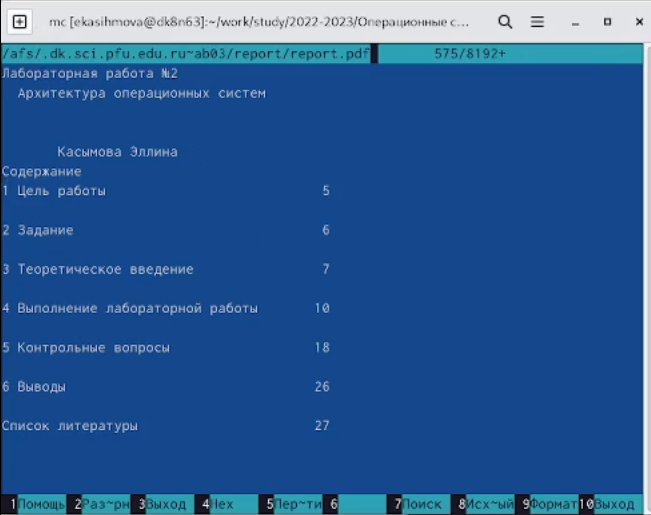 mc [ekasihmova@dk8n63]:~/work/study/2022-2023/Операционные с...
/afs/.dk.sci.pfu.edu.ru~ab03/report/report.pdf 575/8192+
Лабораторная работа №2
Архитектура операционных систем
Касымова Эллина
Содержание
1 Цель работы 5
2 Задание 6
3 Теоретическое введение 7
4 Выполнение лабораторной работы 10
5 Контрольные вопросы 18
6 Выводы 26
Список литературы 27
1Помощь 2Раз~рн 3Выход 4Hex 5Пер~ти 6 7Поиск 8Исх~ый 9Формат 10Выход